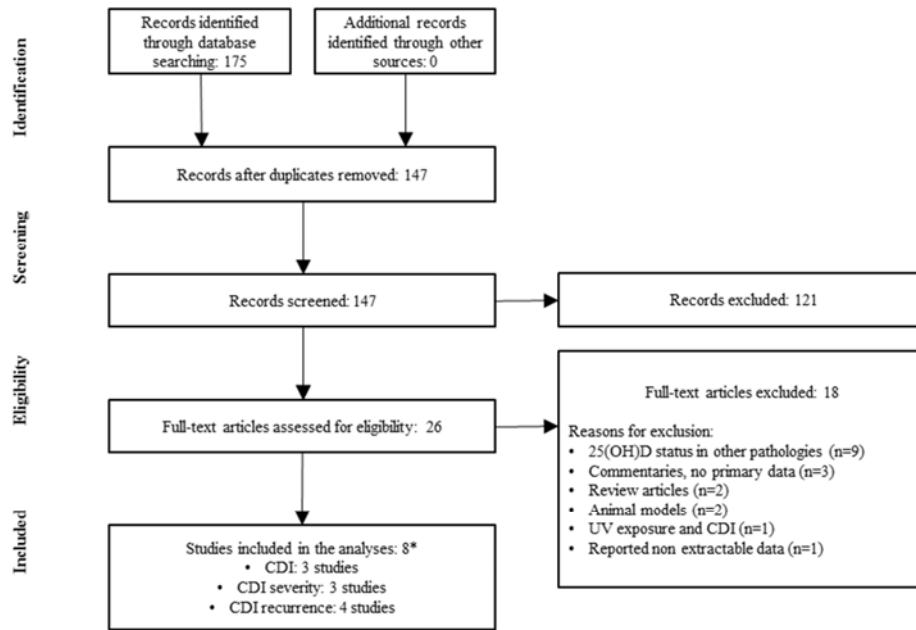 Identification
Records identified
through database
searching: 175
Additional records
identified through other
sources: 0
Records after duplicates removed: 147
Screening
Records screened: 147
Records excluded: 121
Eligibility
Full-text articles assessed for eligibility: 26
Full-text articles excluded: 18
Reasons for exclusion:
• 25(OH)D status in other pathologies (n=9)
• Commentaries, no primary data (n=3)
• Review articles (n=2)
• Animal models (n=2)
• UV exposure and CDI (n=1)
• Reported non extractable data (n=1)
Included
Studies included in the analyses: 8*
• CDI: 3 studies
• CDI severity: 3 studies
• CDI recurrence: 4 studies